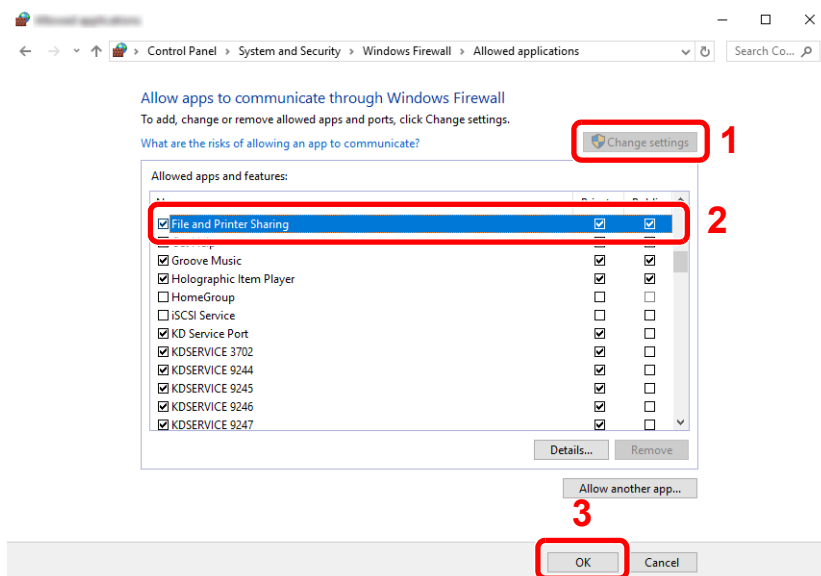 Allowed applications
Control Panel > System and Security > Windows Firewall > Allowed applications
Search Co...
Allow apps to communicate through Windows Firewall
To add, change or remove allowed apps and ports, click Change settings.
What are the risks of allowing an app to communicate?
Change settings
1
Allowed apps and features:
File and Printer Sharing
2
Groove Music
Holographic Item Player
HomeGroup
iSCSI Service
KD Service Port
KDSERVICE 3702
KDSERVICE 9244
KDSERVICE 9245
KDSERVICE 9246
KDSERVICE 9247
Details... Remove
Allow another app...
3
OK Cancel